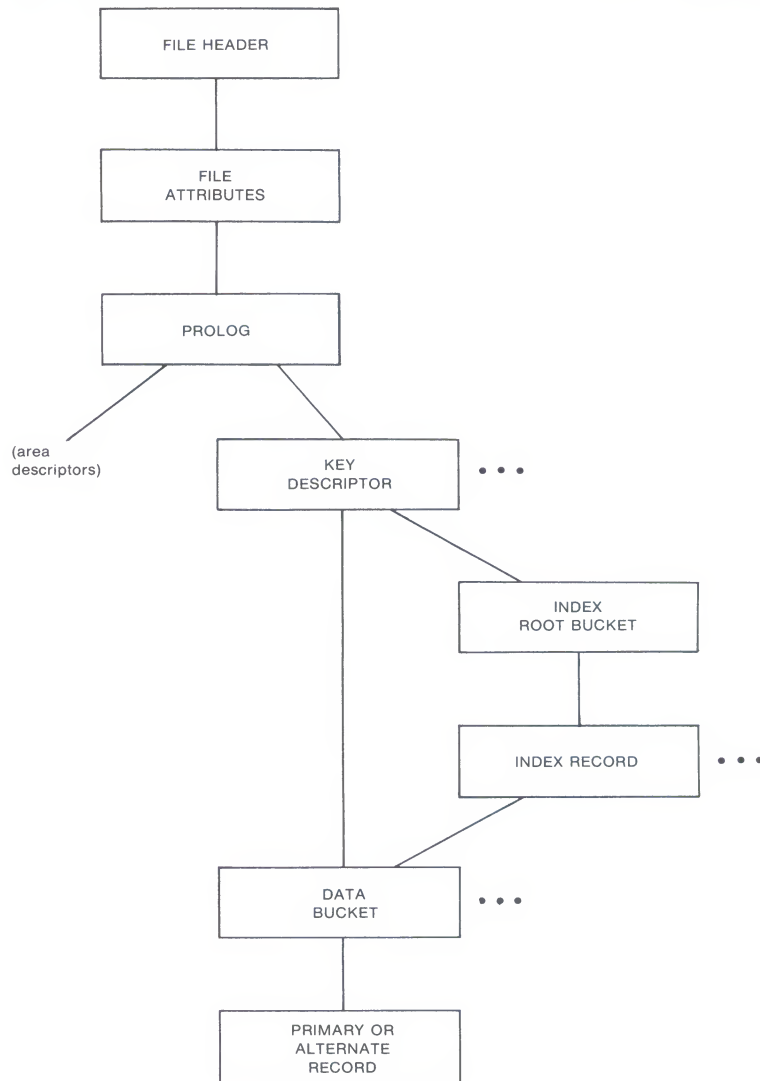 FILE HEADER
FILE
ATTRIBUTES
PROLOG
(area
descriptors)
KEY
DESCRIPTOR
• • •
INDEX
ROOT BUCKET
INDEX RECORD
• • •
DATA
BUCKET
• • •
PRIMARY OR
ALTERNATE
RECORD